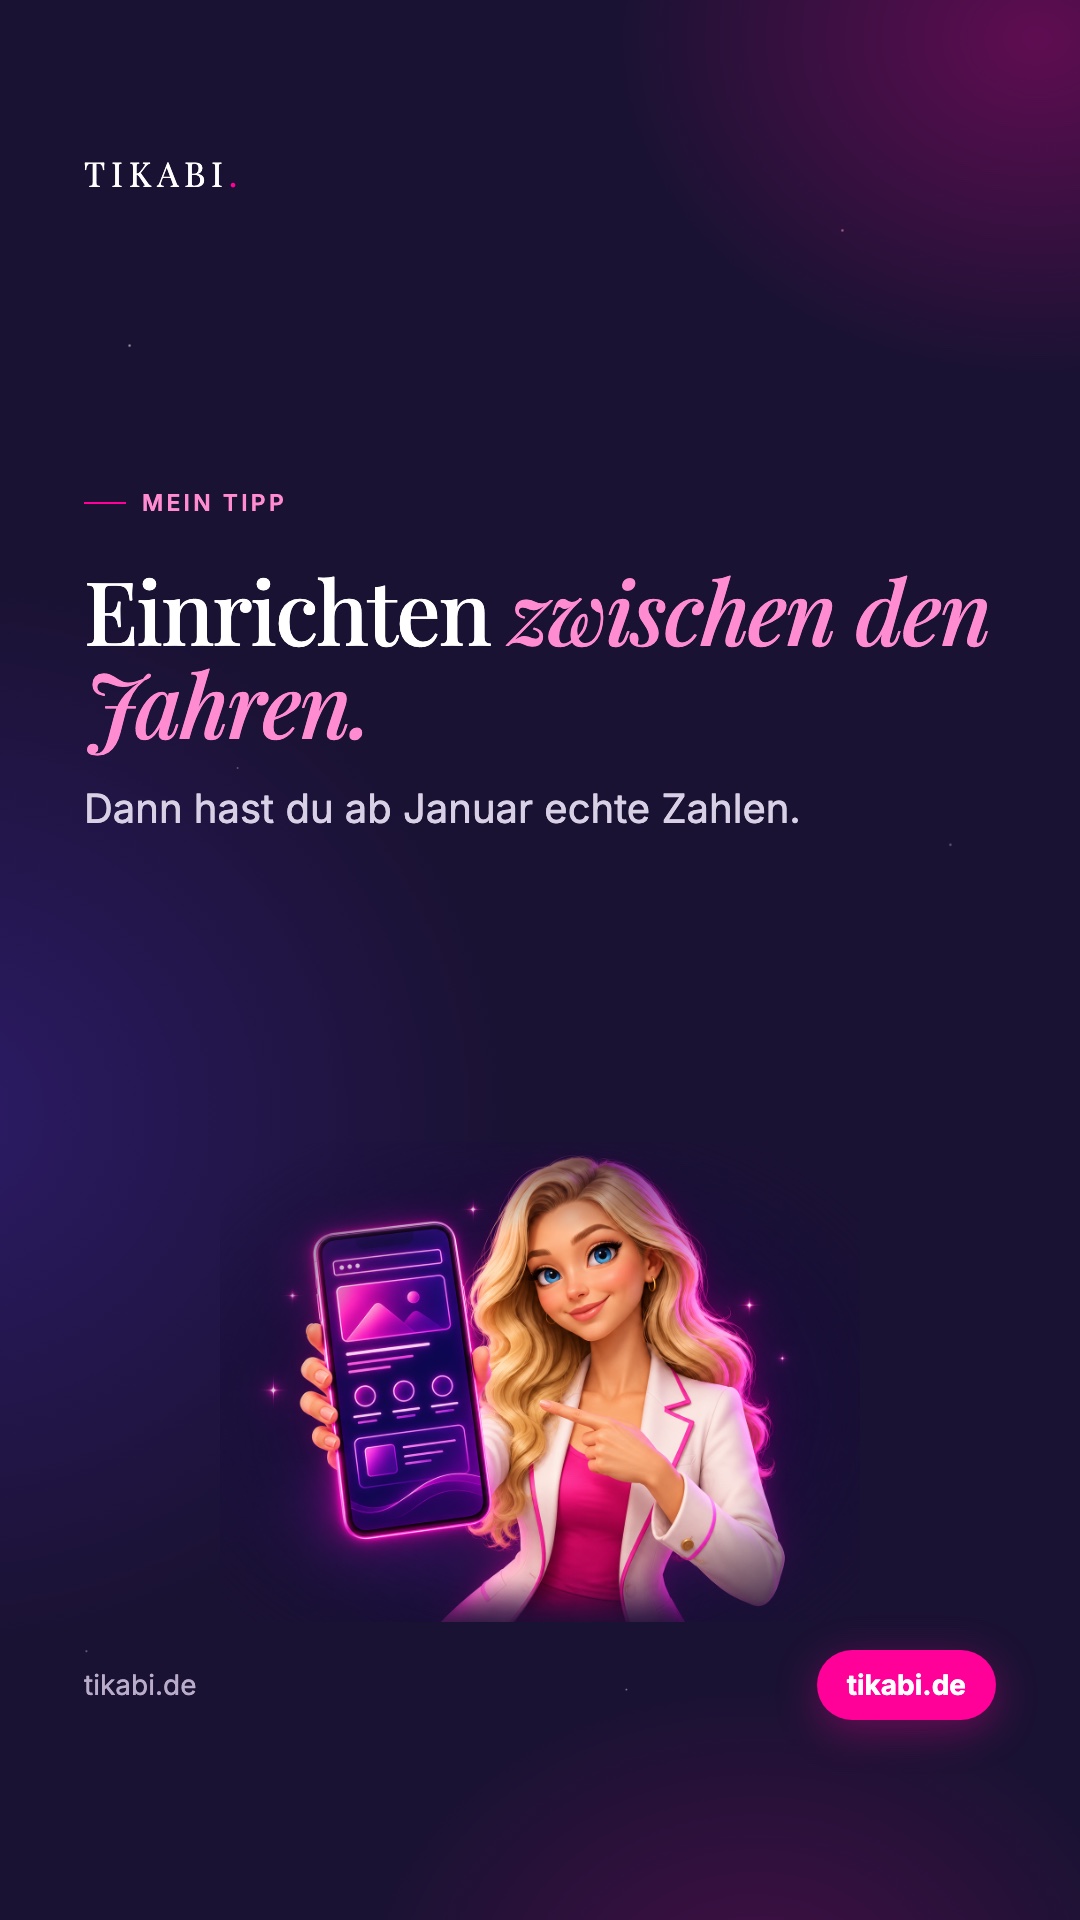 TIKABI.
MEIN TIPP
Einrichten zwischen den
Jahren.
Dann hast du ab Januar echte Zahlen.
tikabi.de
tikabi.de